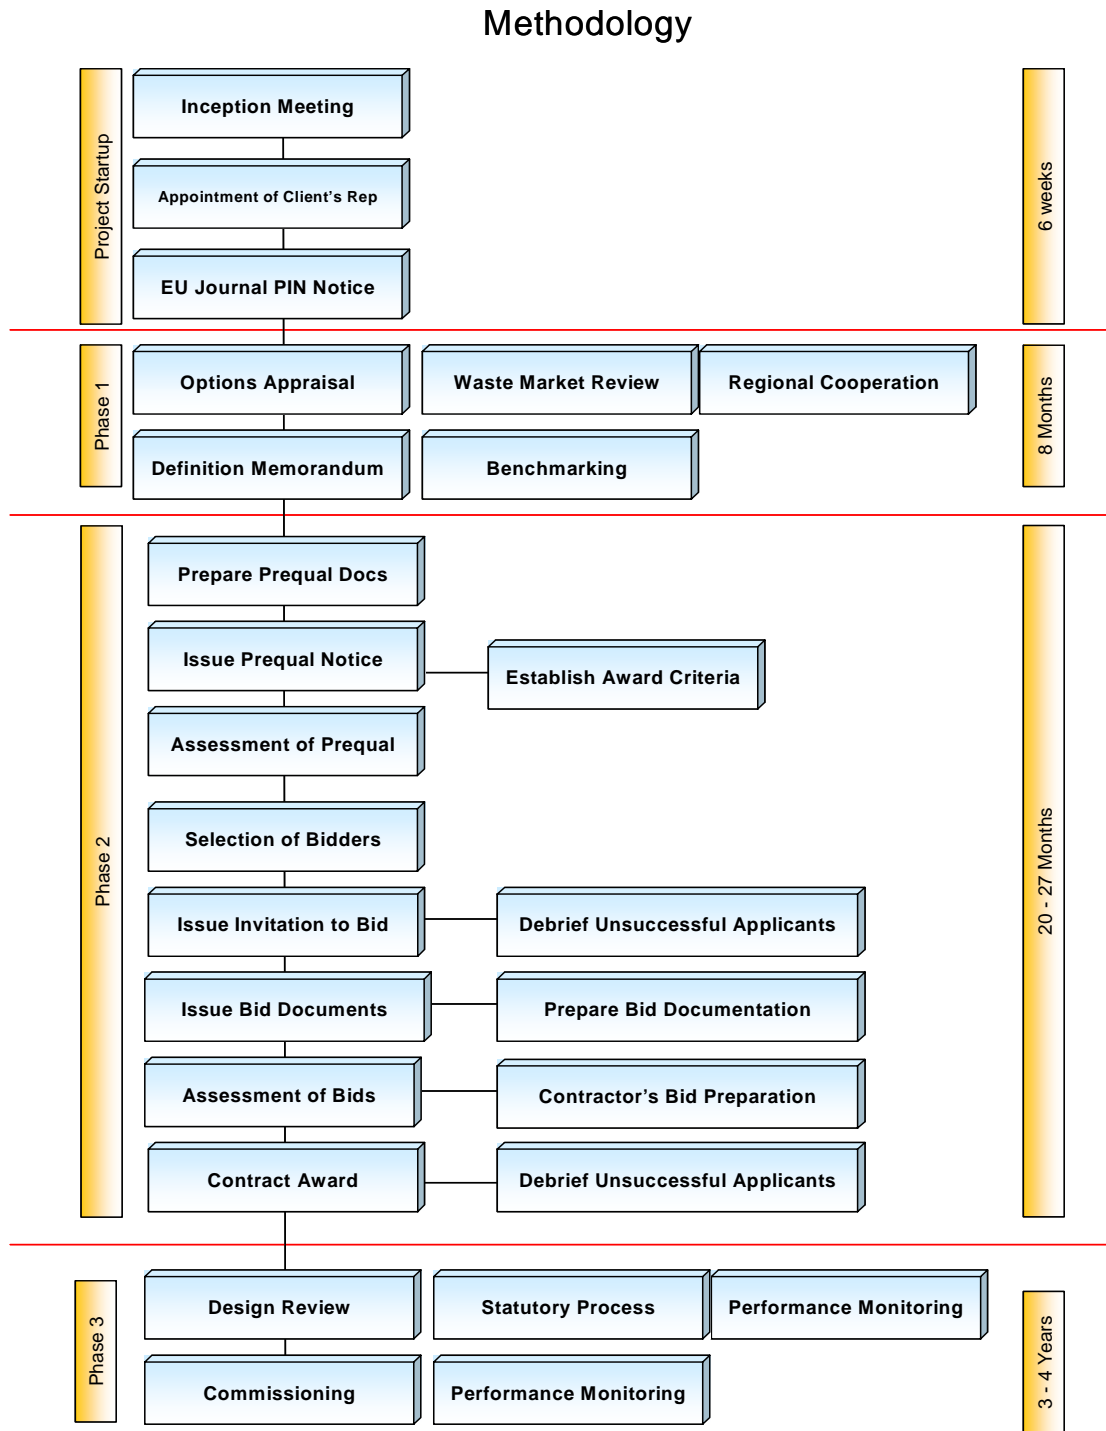 Methodology
Project Startup
Inception Meeting
6 weeks
Appointment of Client's Rep
EU Journal PIN Notice
Phase 1
Options Appraisal
Waste Market Review
Regional Cooperation
8 Months
Definition Memorandum
Benchmarking
Phase 2
Prepare Prequal Docs
20 - 27 Months
Issue Prequal Notice
Establish Award Criteria
Assessment of Prequal
Selection of Bidders
Issue Invitation to Bid
Debrief Unsuccessful Applicants
Issue Bid Documents
Prepare Bid Documentation
Assessment of Bids
Contractor's Bid Preparation
Contract Award
Debrief Unsuccessful Applicants
Phase 3
Design Review
Statutory Process
Performance Monitoring
3 - 4 Years
Commissioning
Performance Monitoring